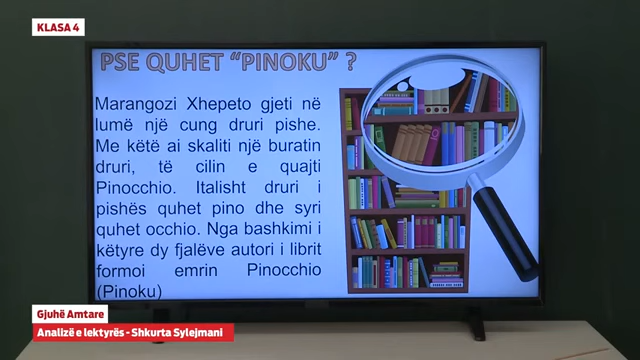 KLASA 4
PSE QUHET “PINOKU” ?
Marangozi Xhepeto gjeti në
lumë një cung druri pishe.
Me këtë ai skaliti një buratin
druri, të cilin e quajti
Pinocchio. Italisht druri i
pishës quhet pino dhe syri
quhet occhio. Nga bashkimi i
këtyre dy fjalëve autori i librit
formoi emrin Pinocchio
(Pinoku)
Gjuhë Amtare
Analizë e lektyrës - Shkurta Sylejmani